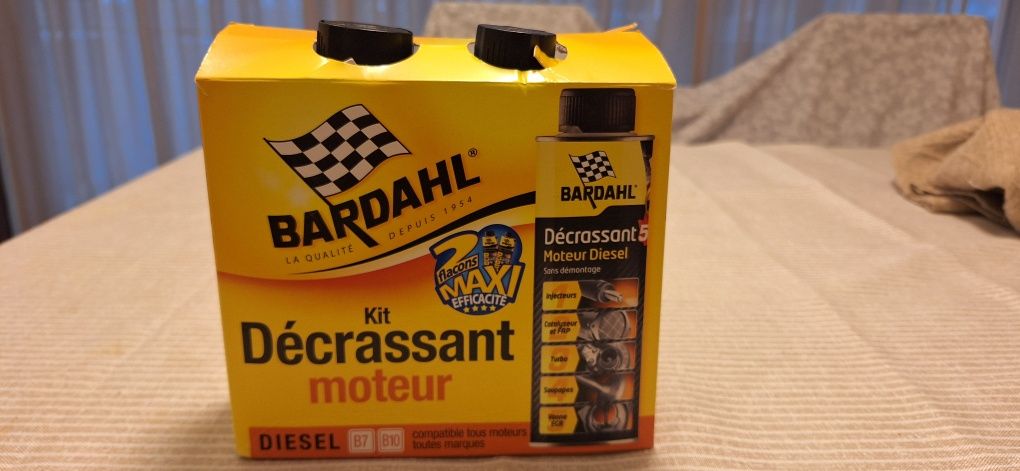 BARDAHL®
LA QUALITÉ DEPUIS 1954
2
flacons
MAXI
EFFICACITÉ
Kit
Décrassant
moteur
DIESEL B7 B10 compatible tous moteurs
toutes marques
BARDAHL
Décrassant 5
Moteur Diesel
Sans démontage
1
Injecteurs
Catalyseur
et FAP
Turbo
Soupapes
Vanne
EGR